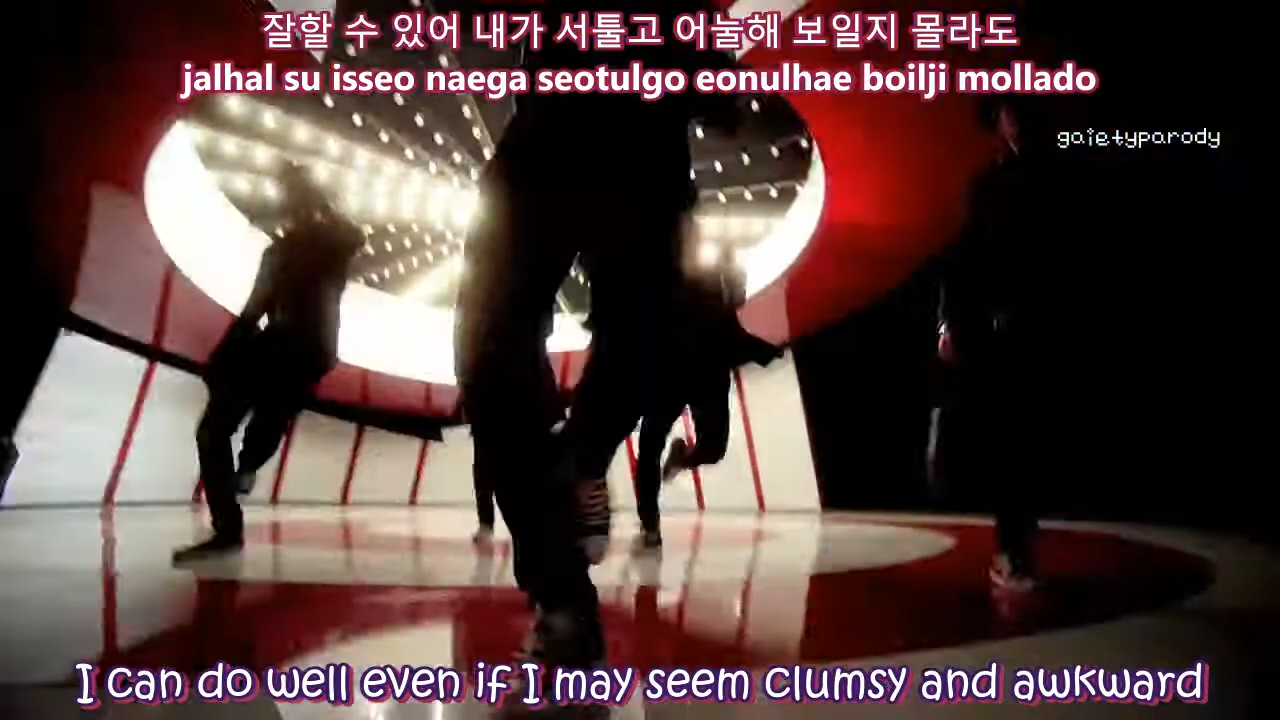 잘할 수 있어 내가 서툴고 어눌해 보일지 몰라도
jalhal su isseo naega seotulgo eonulhae boilji mollado
gaietyparody
I can do well even if I may seem clumsy and awkward